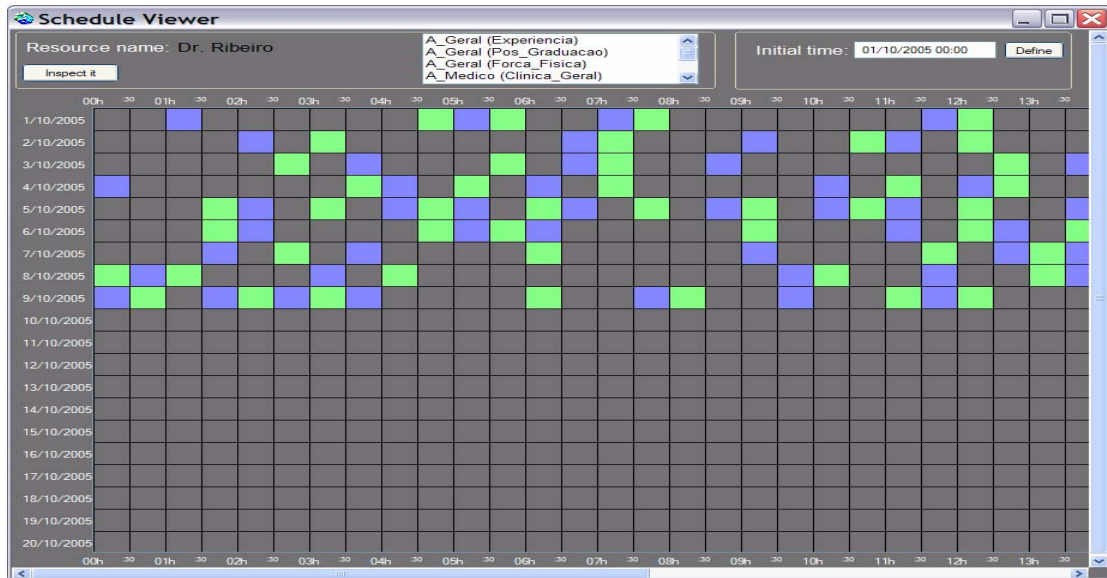 Schedule Viewer
Resource name: Dr. Ribeiro
Inspect it
A_Geral (Experiencia)
A_Geral (Pos_Graduacao)
A_Geral (Forca_Fisica)
A_Medico (Clinica_Geral)
Initial time: 01/10/2005 00:00 Define
00h 30 01h 30 02h 30 03h 30 04h 30 05h 30 06h 30 07h 30 08h 30 09h 30 10h 30 11h 30 12h 30 13h 30
1/10/2005
2/10/2005
3/10/2005
4/10/2005
5/10/2005
6/10/2005
7/10/2005
8/10/2005
9/10/2005
10/10/2005
11/10/2005
12/10/2005
13/10/2005
14/10/2005
15/10/2005
16/10/2005
17/10/2005
18/10/2005
19/10/2005
20/10/2005
00h 30 01h 30 02h 30 03h 30 04h 30 05h 30 06h 30 07h 30 08h 30 09h 30 10h 30 11h 30 12h 30 13h 30